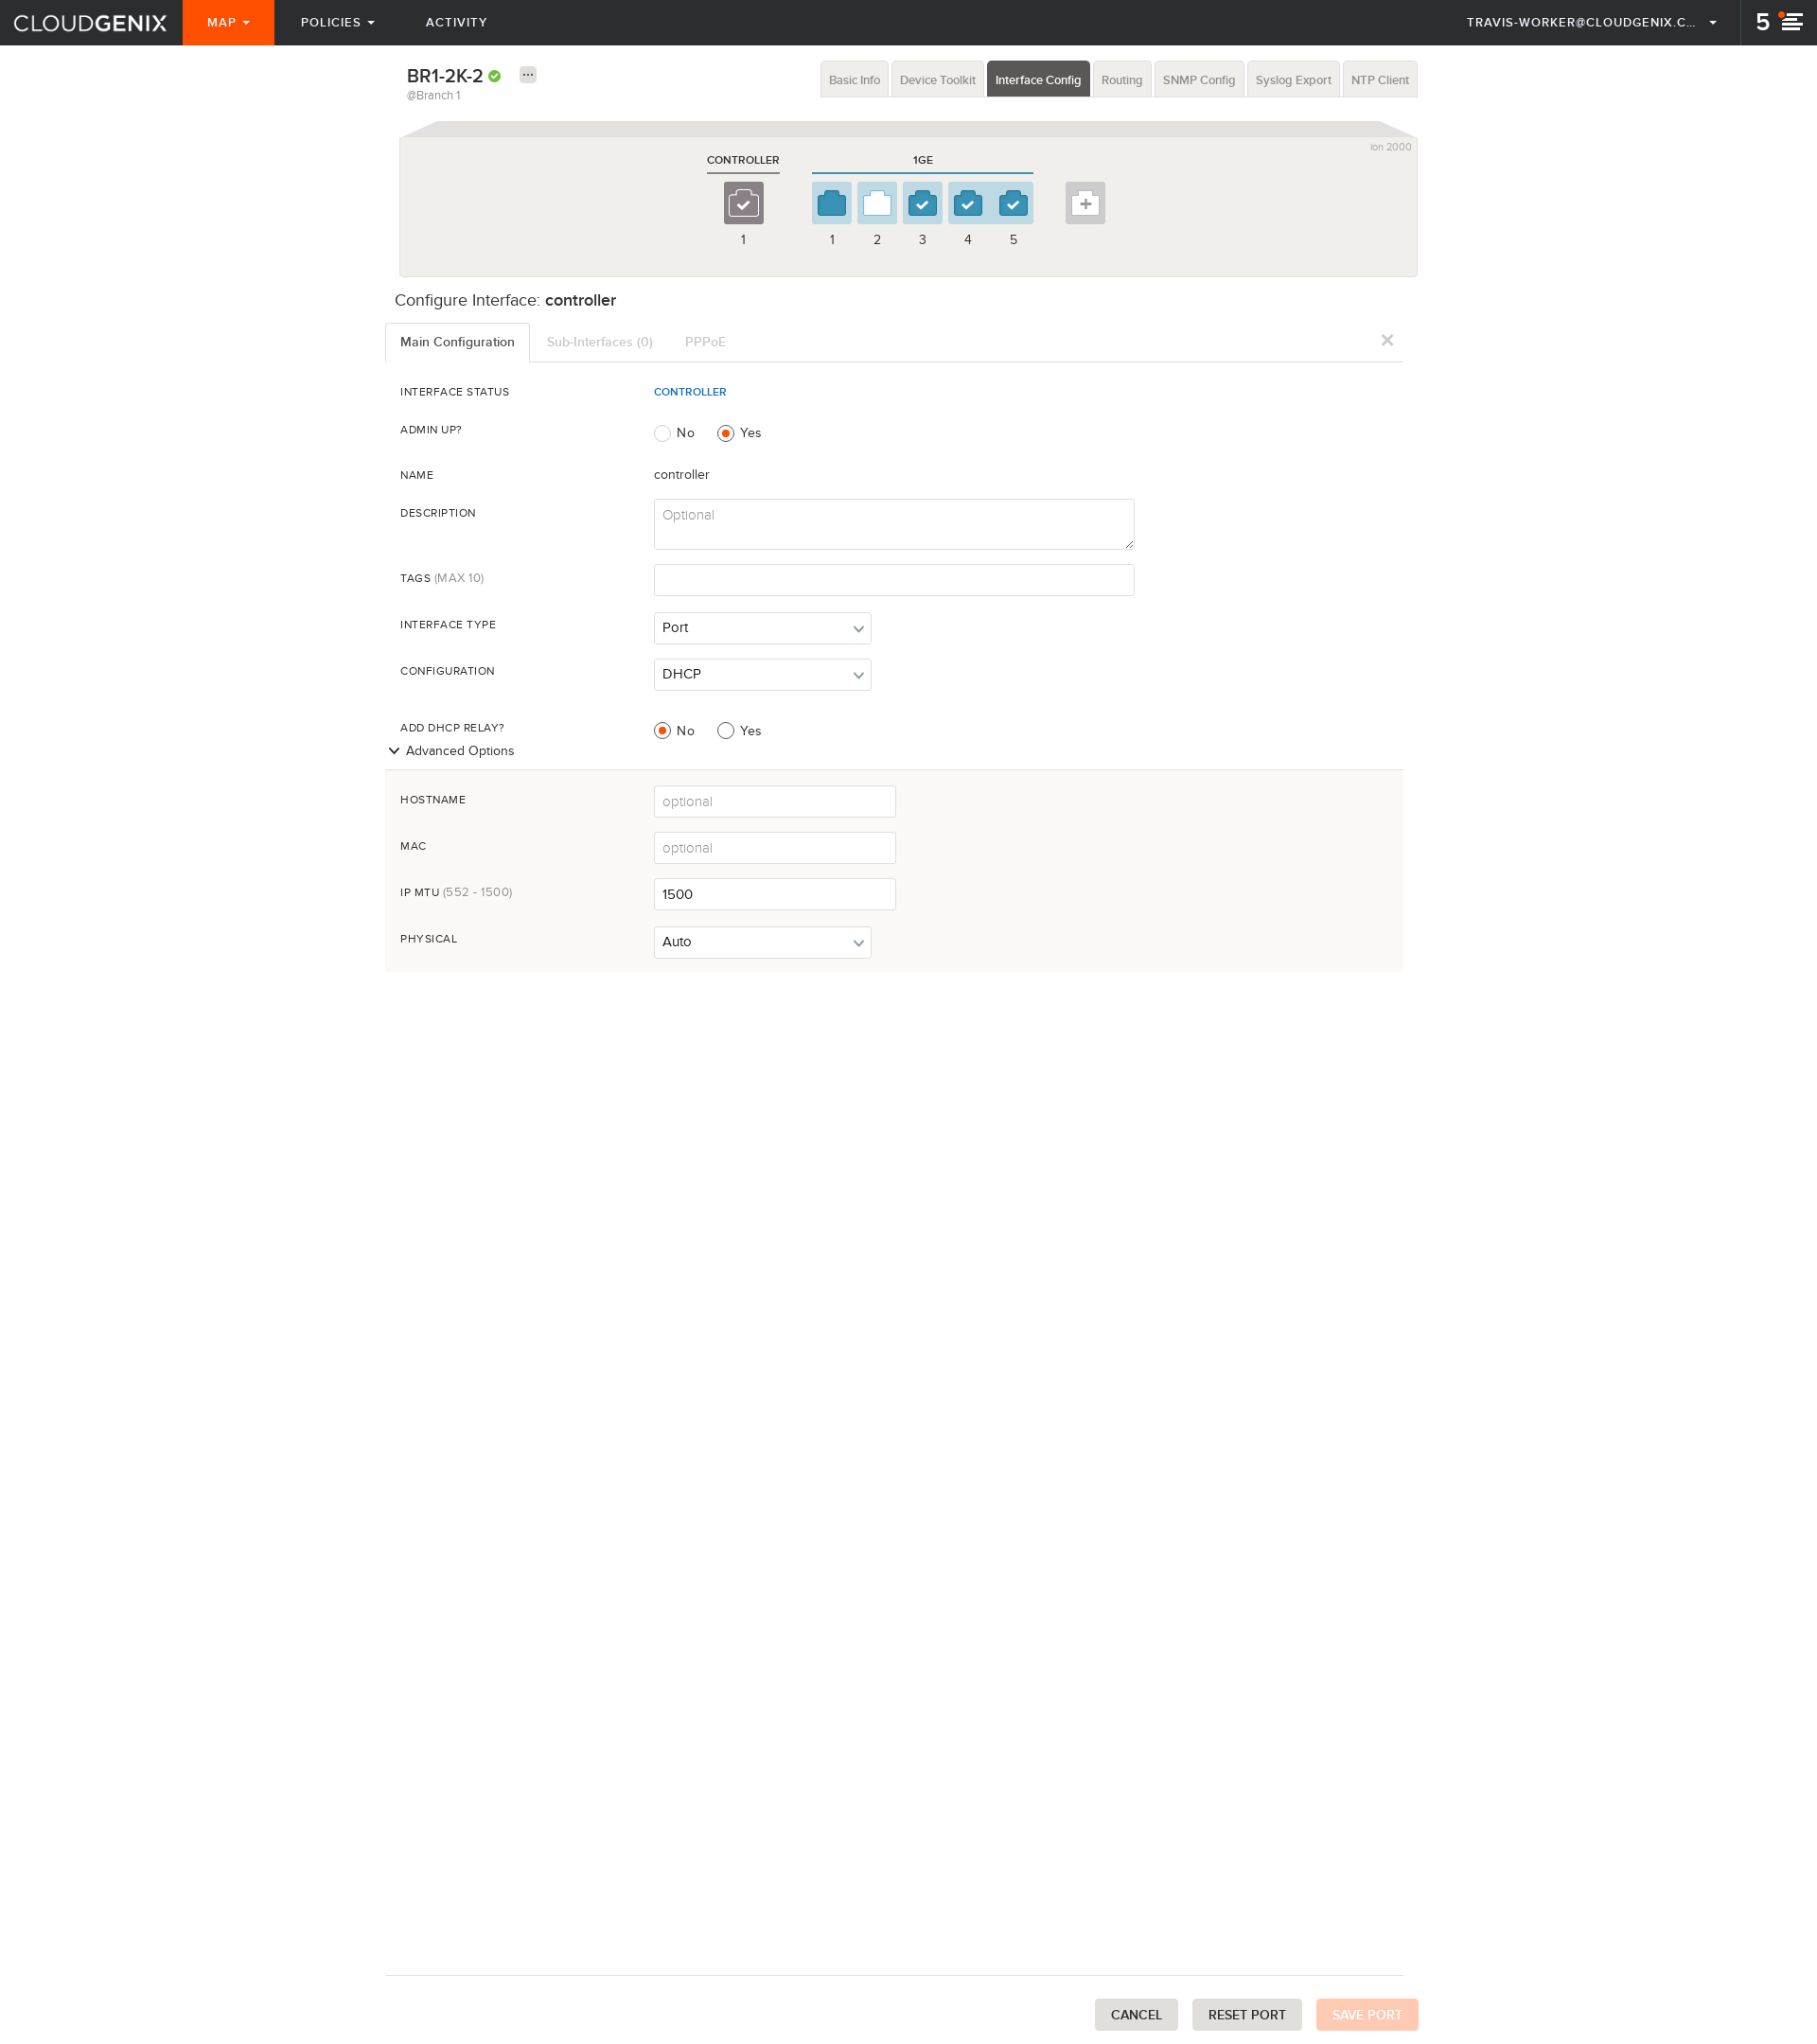 CLOUDGENIX MAP POLICIES ACTIVITY TRAVIS-WORKER@CLOUDGENIX.C... 5
BR1-2K-2 ...
@Branch 1
Basic Info Device Toolkit Interface Config Routing SNMP Config Syslog Export NTP Client
ion 2000
CONTROLLER 1GE
1 1 2 3 4 5
Configure Interface: controller
Main Configuration Sub-Interfaces (0) PPPoE
INTERFACE STATUS CONTROLLER
ADMIN UP? No Yes
NAME controller
DESCRIPTION Optional
TAGS (MAX 10)
INTERFACE TYPE Port
CONFIGURATION DHCP
ADD DHCP RELAY? No Yes
Advanced Options
HOSTNAME optional
MAC optional
IP MTU (552 - 1500) 1500
PHYSICAL Auto
CANCEL RESET PORT SAVE PORT